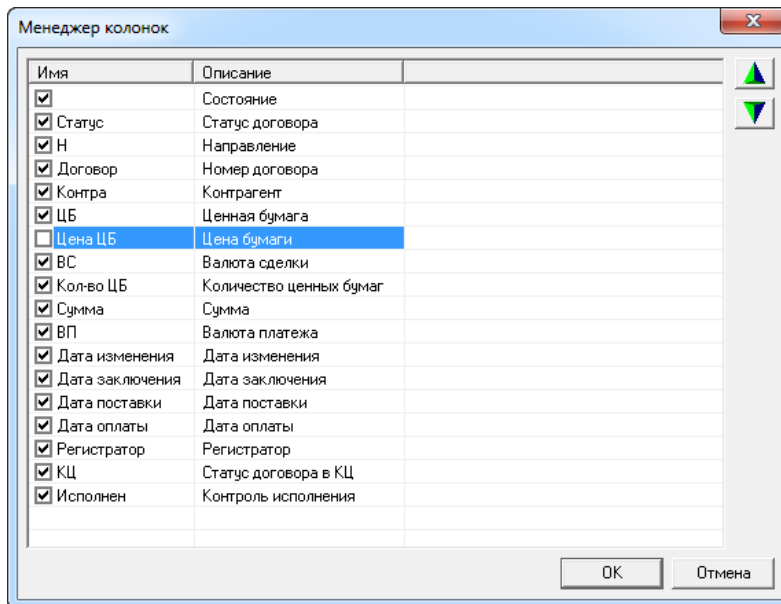 Менеджер колонок
Имя Описание
Состояние
Статус Статус договора
Н Направление
Договор Номер договора
Контра Контрагент
ЦБ Ценная бумага
Цена ЦБ Цена бумаги
ВС Валюта сделки
Кол-во ЦБ Количество ценных бумаг
Сумма Сумма
ВП Валюта платежа
Дата изменения Дата изменения
Дата заключения Дата заключения
Дата поставки Дата поставки
Дата оплаты Дата оплаты
Регистратор Регистратор
КЦ Статус договора в КЦ
Исполнен Контроль исполнения
OK Отмена